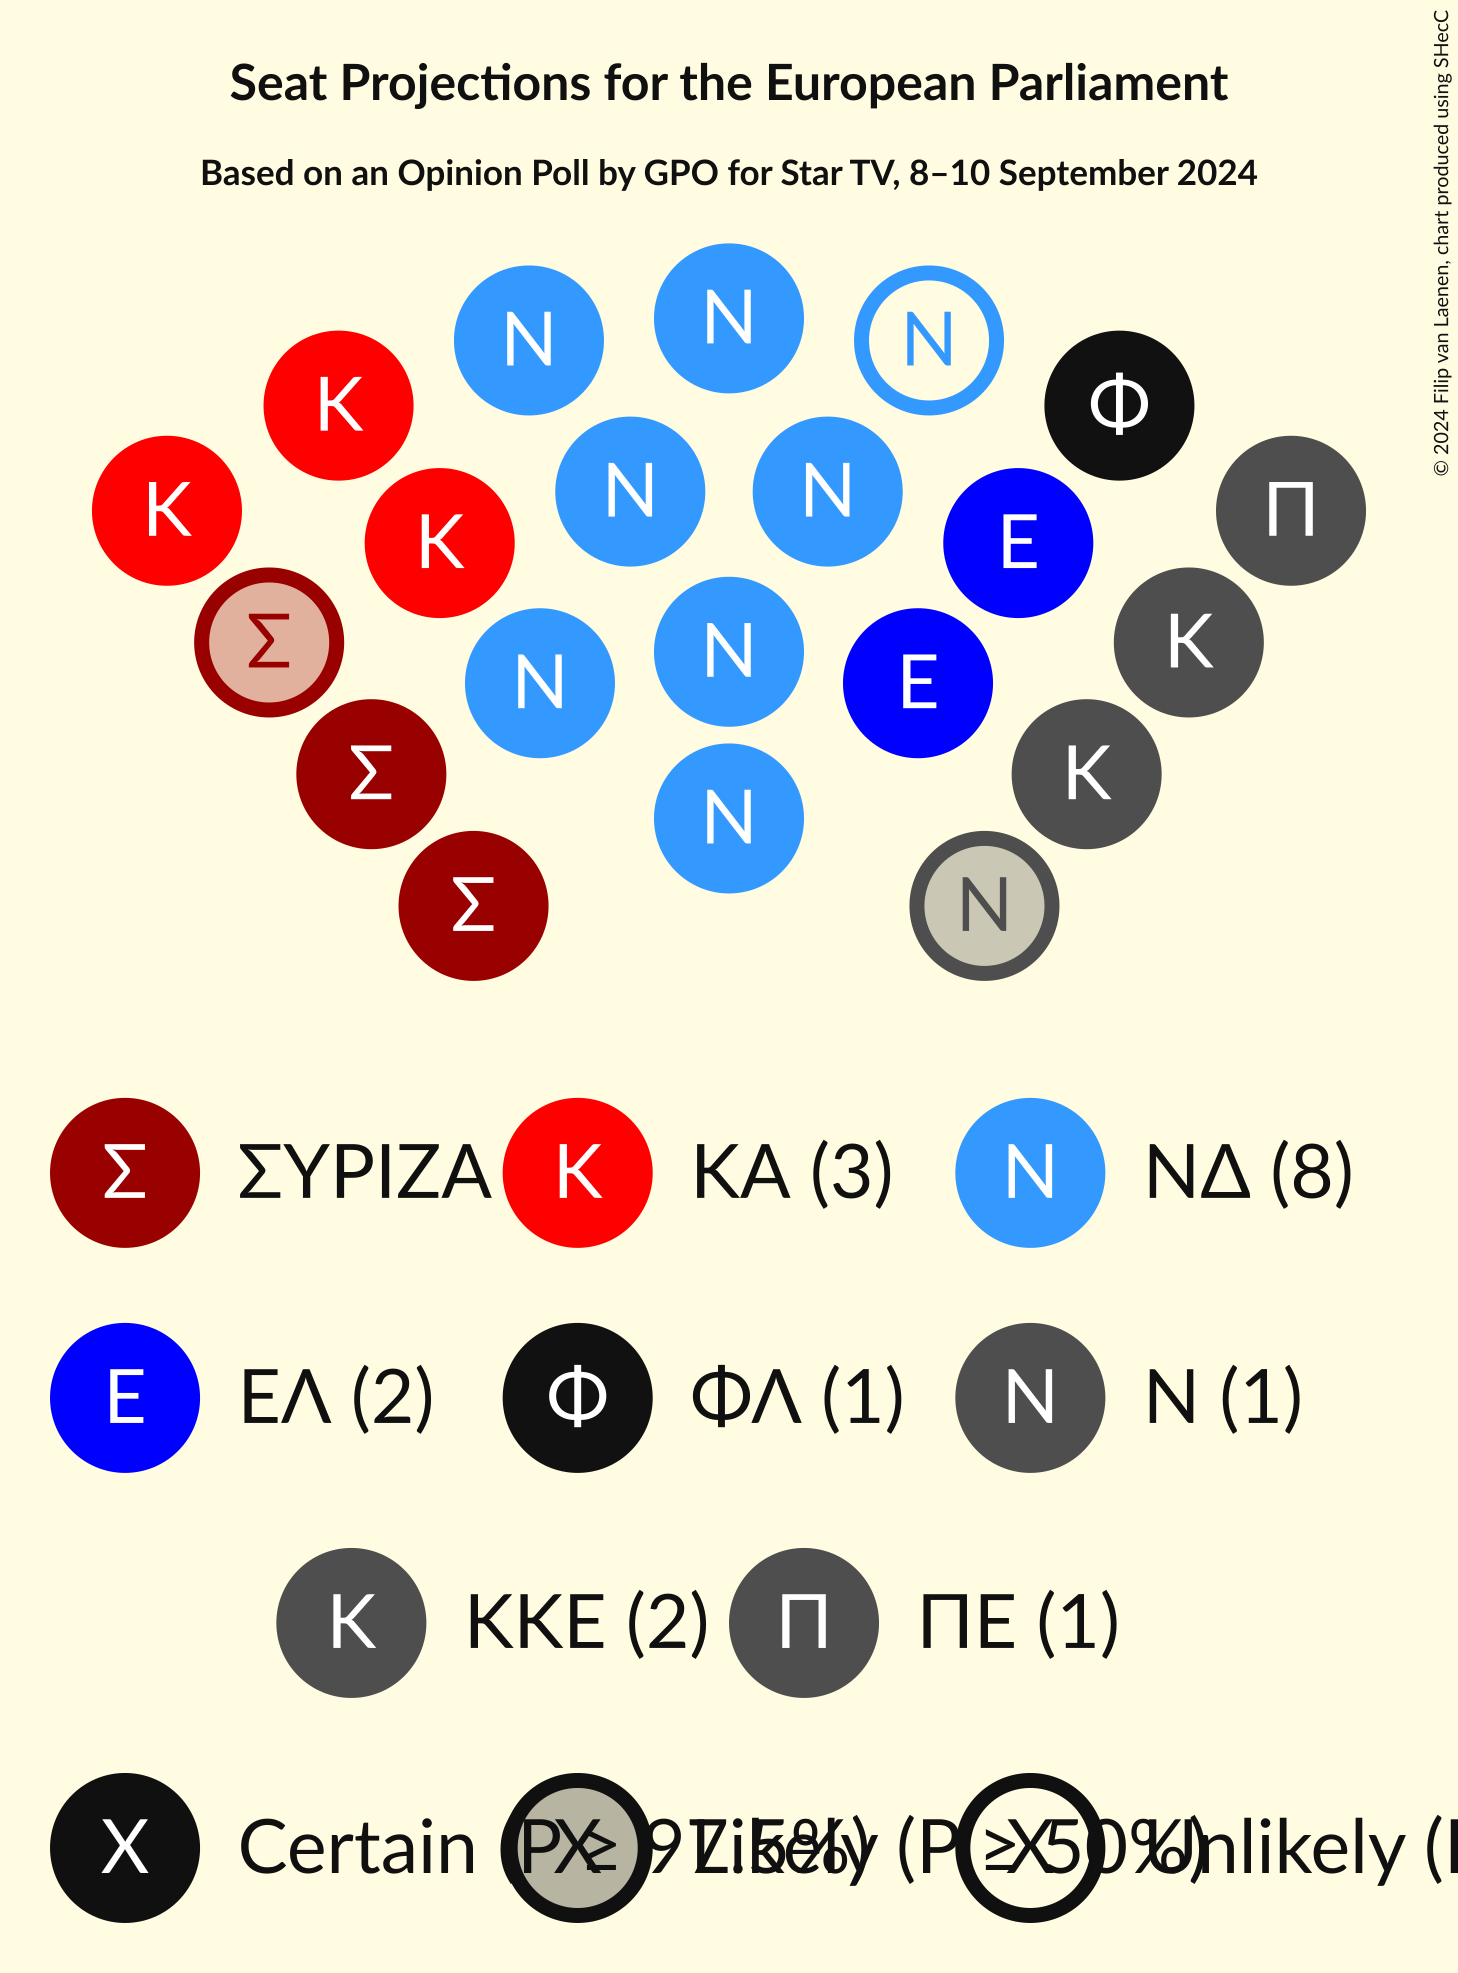 Seat Projections for the European Parliament
Based on an Opinion Poll by GPO for Star TV, 8–10 September 2024
© 2024 Filip van Laenen, chart produced using SHecC
Ν
Ν Ν
Κ Φ
Κ Π
Ν Ν
Κ Ε
Σ Κ
Ν
Ν Ε
Σ Κ
Ν
Σ Ν
Σ ΣΥΡΙΖΑ Κ ΚΑ (3) Ν ΝΔ (8)
Ε ΕΛ (2) Φ ΦΛ (1) Ν Ν (1)
Κ ΚΚΕ (2) Π ΠΕ (1)
X Certain (P ≥ 97.5%) X Likely (P ≥ 50%) X Unlikely (